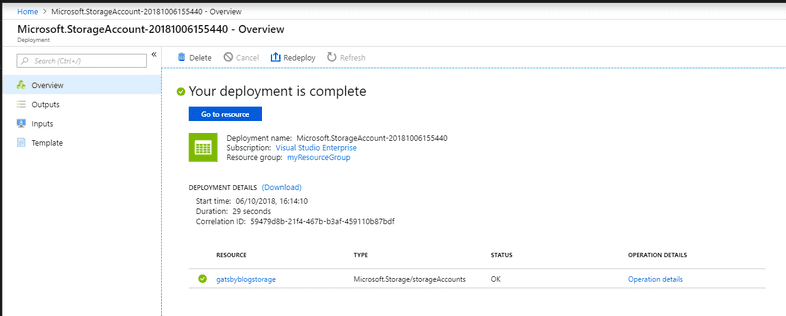 Home > Microsoft.StorageAccount-20181006155440 - Overview
Microsoft.StorageAccount-20181006155440 - Overview
Deployment
Search (Ctrl+/)
Overview
Outputs
Inputs
Template
Delete Cancel Redeploy Refresh
Your deployment is complete
Go to resource
Deployment name: Microsoft.StorageAccount-20181006155440
Subscription: Visual Studio Enterprise
Resource group: myResourceGroup
DEPLOYMENT DETAILS (Download)
Start time: 06/10/2018, 16:14:10
Duration: 29 seconds
Correlation ID: 59479d8b-21f4-467b-b3af-459110b87bdf
RESOURCE TYPE STATUS OPERATION DETAILS
gatsbyblogstorage Microsoft.Storage/storageAccounts OK Operation details